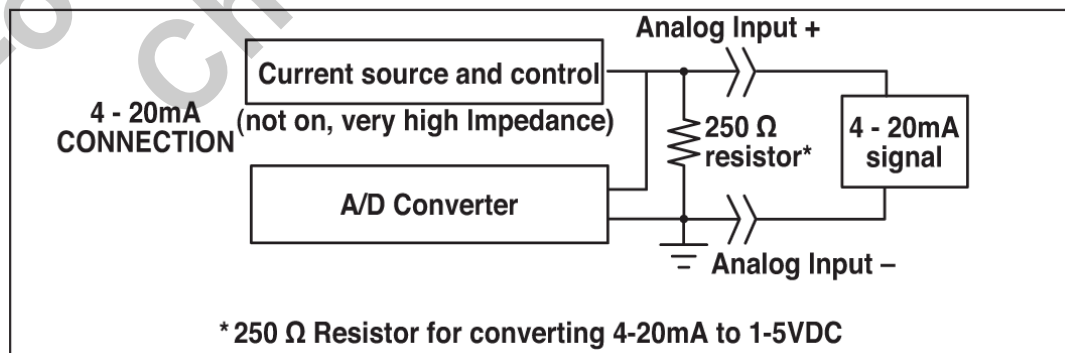 Analog Input +
Current source and control
(not on, very high Impedance)
4 - 20mA
CONNECTION
250 Ω
resistor*
4 - 20mA
signal
A/D Converter
Analog Input –
* 250 Ω Resistor for converting 4-20mA to 1-5VDC